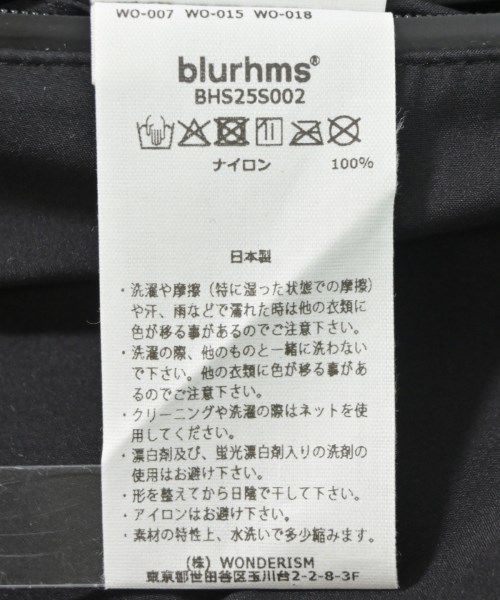 WO-007 WO-015 WO-018
blurhms®
BHS25S002
ナイロン 100%
日本製
・洗濯や摩擦（特に湿った状態での摩擦）
や汗、雨などで濡れた時は他の衣類に
色が移る事があるのでご注意下さい。
・洗濯の際、他のものと一緒に洗わない
で下さい。他の衣類に色が移る事があ
るのでご注意下さい。
・クリーニングや洗濯の際はネットを使
用してください。
・漂白剤及び、蛍光漂白剤入りの洗剤の
使用はお避け下さい。
・形を整えてから日陰で干して下さい。
・アイロンはお避け下さい。
・素材の特性上、水洗いで多少縮みます。
（株）WONDERISM
東京都世田谷区玉川台2-2-8-3F